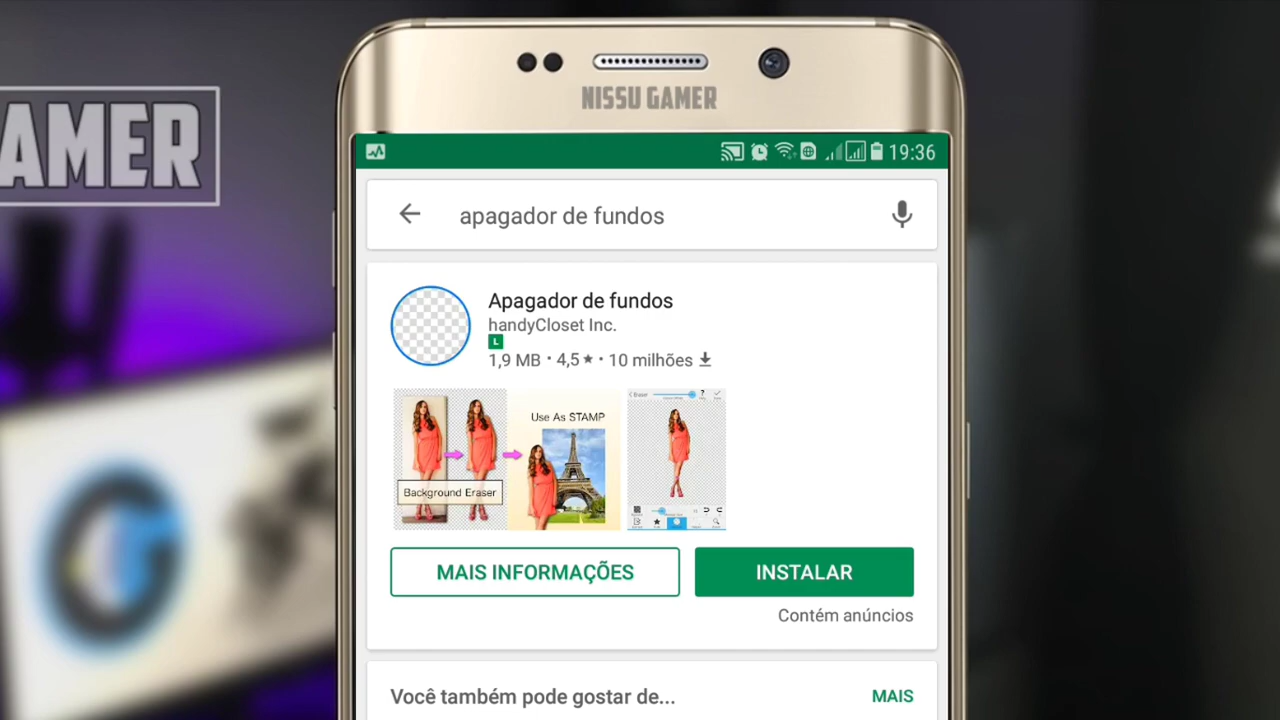 AMER
NISSU GAMER
19:36
apagador de fundos
Apagador de fundos
handyCloset Inc.
L
1,9 MB • 4,5 ★ • 10 milhões
Use As STAMP
Background Eraser
Eraser
MAIS INFORMAÇÕES
INSTALAR
Contém anúncios
Você também pode gostar de...
MAIS